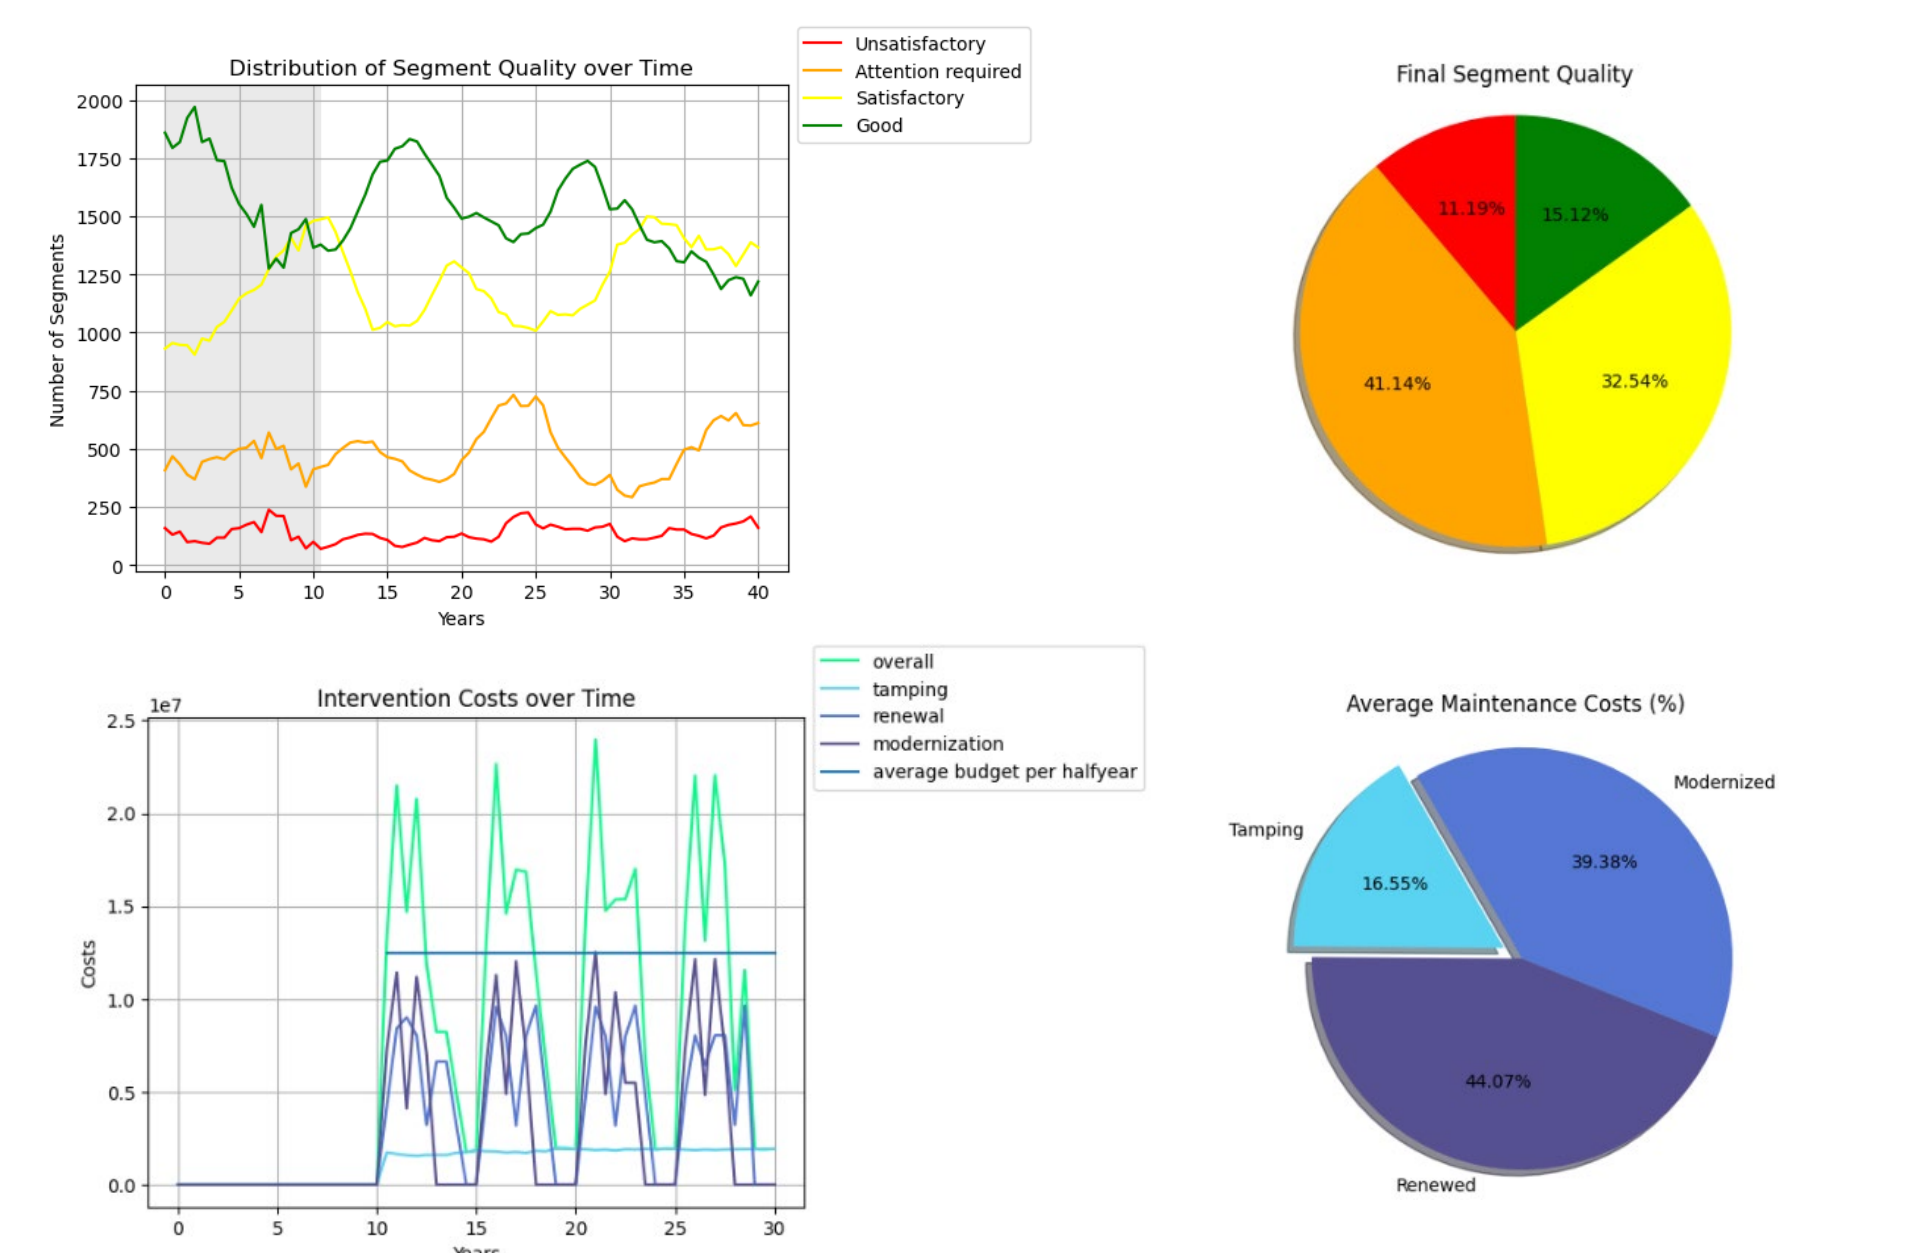 Distribution of Segment Quality over Time
Unsatisfactory
Attention required
Satisfactory
Good
Number of Segments
2000
1750
1500
1250
1000
750
500
250
0
0 5 10 15 20 25 30 35 40
Years
Final Segment Quality
11.19%
15.12%
41.14%
32.54%
Intervention Costs over Time
1e7
overall
tamping
renewal
modernization
average budget per halfyear
Costs
2.5
2.0
1.5
1.0
0.5
0.0
0 5 10 15 20 25 30
Years
Average Maintenance Costs (%)
Modernized
Tamping
39.38%
16.55%
44.07%
Renewed